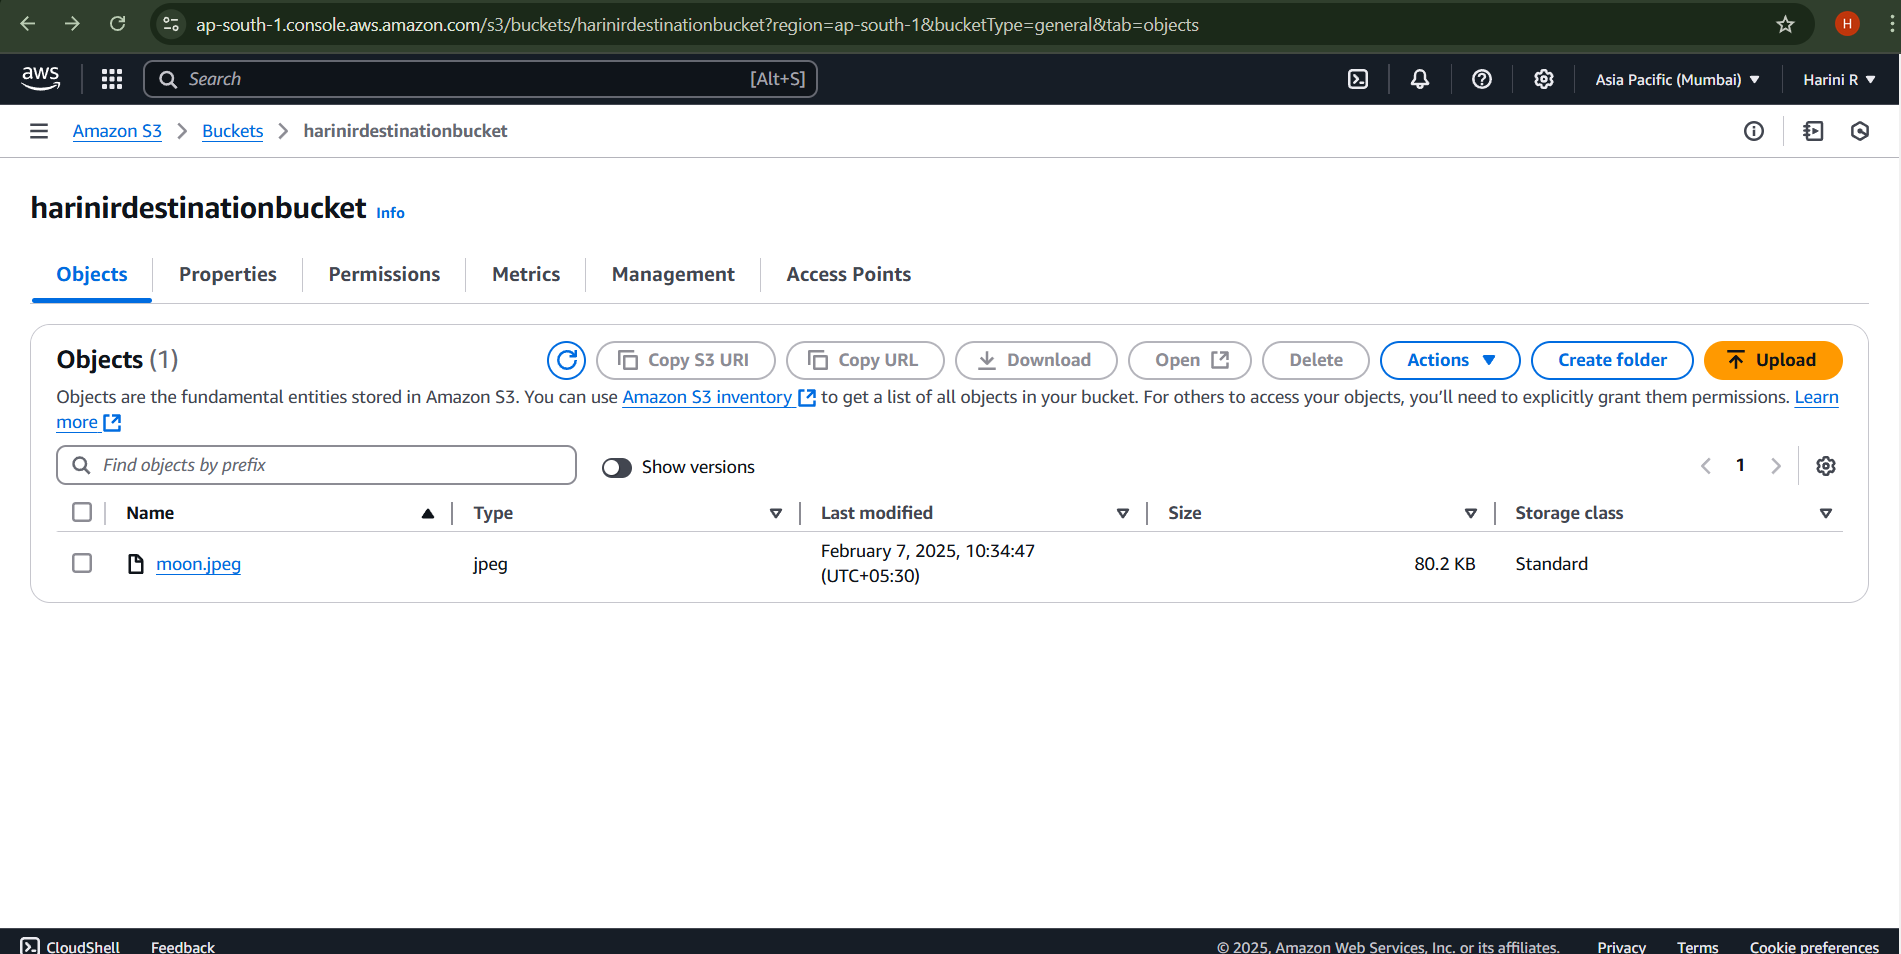 ap-south-1.console.aws.amazon.com/s3/buckets/harinirdestinationbucket?region=ap-south-1&bucketType=general&tab=objects
H
aws
Search [Alt+S]
Asia Pacific (Mumbai)
Harini R
Amazon S3 > Buckets > harinirdestinationbucket
harinirdestinationbucket Info
Objects Properties Permissions Metrics Management Access Points
Objects (1)
Copy S3 URI Copy URL Download Open Delete Actions Create folder Upload
Objects are the fundamental entities stored in Amazon S3. You can use Amazon S3 inventory to get a list of all objects in your bucket. For others to access your objects, you’ll need to explicitly grant them permissions. Learn
more
Find objects by prefix
Show versions
1
Name Type Last modified Size Storage class
moon.jpeg jpeg February 7, 2025, 10:34:47
(UTC+05:30)
80.2 KB Standard
CloudShell Feedback © 2025, Amazon Web Services, Inc. or its affiliates. Privacy Terms Cookie preferences